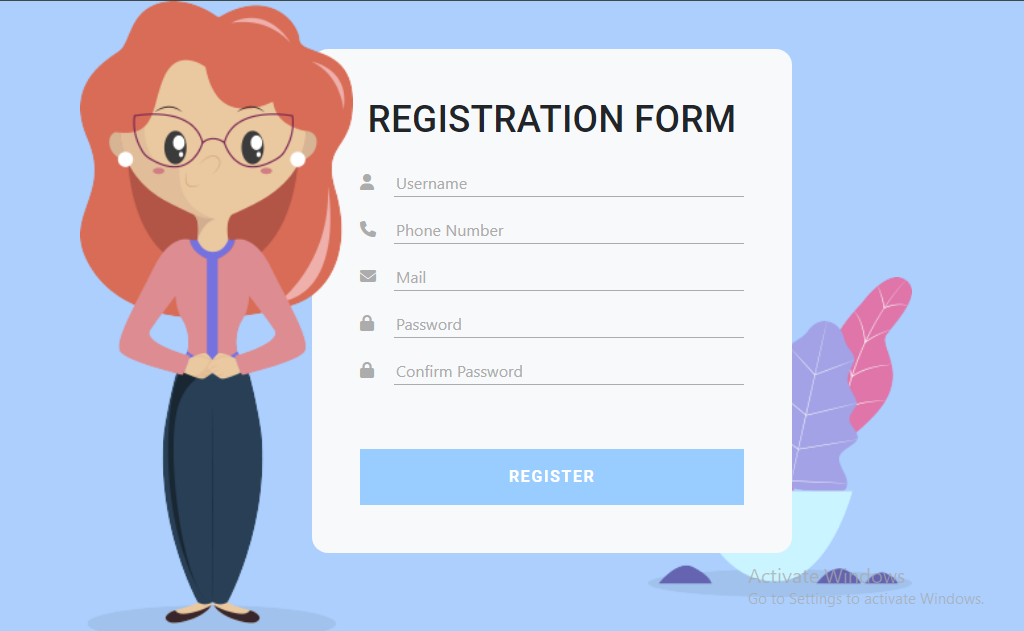 REGISTRATION FORM
Username
Phone Number
Mail
Password
Confirm Password
REGISTER
Activate Windows
Go to Settings to activate Windows.